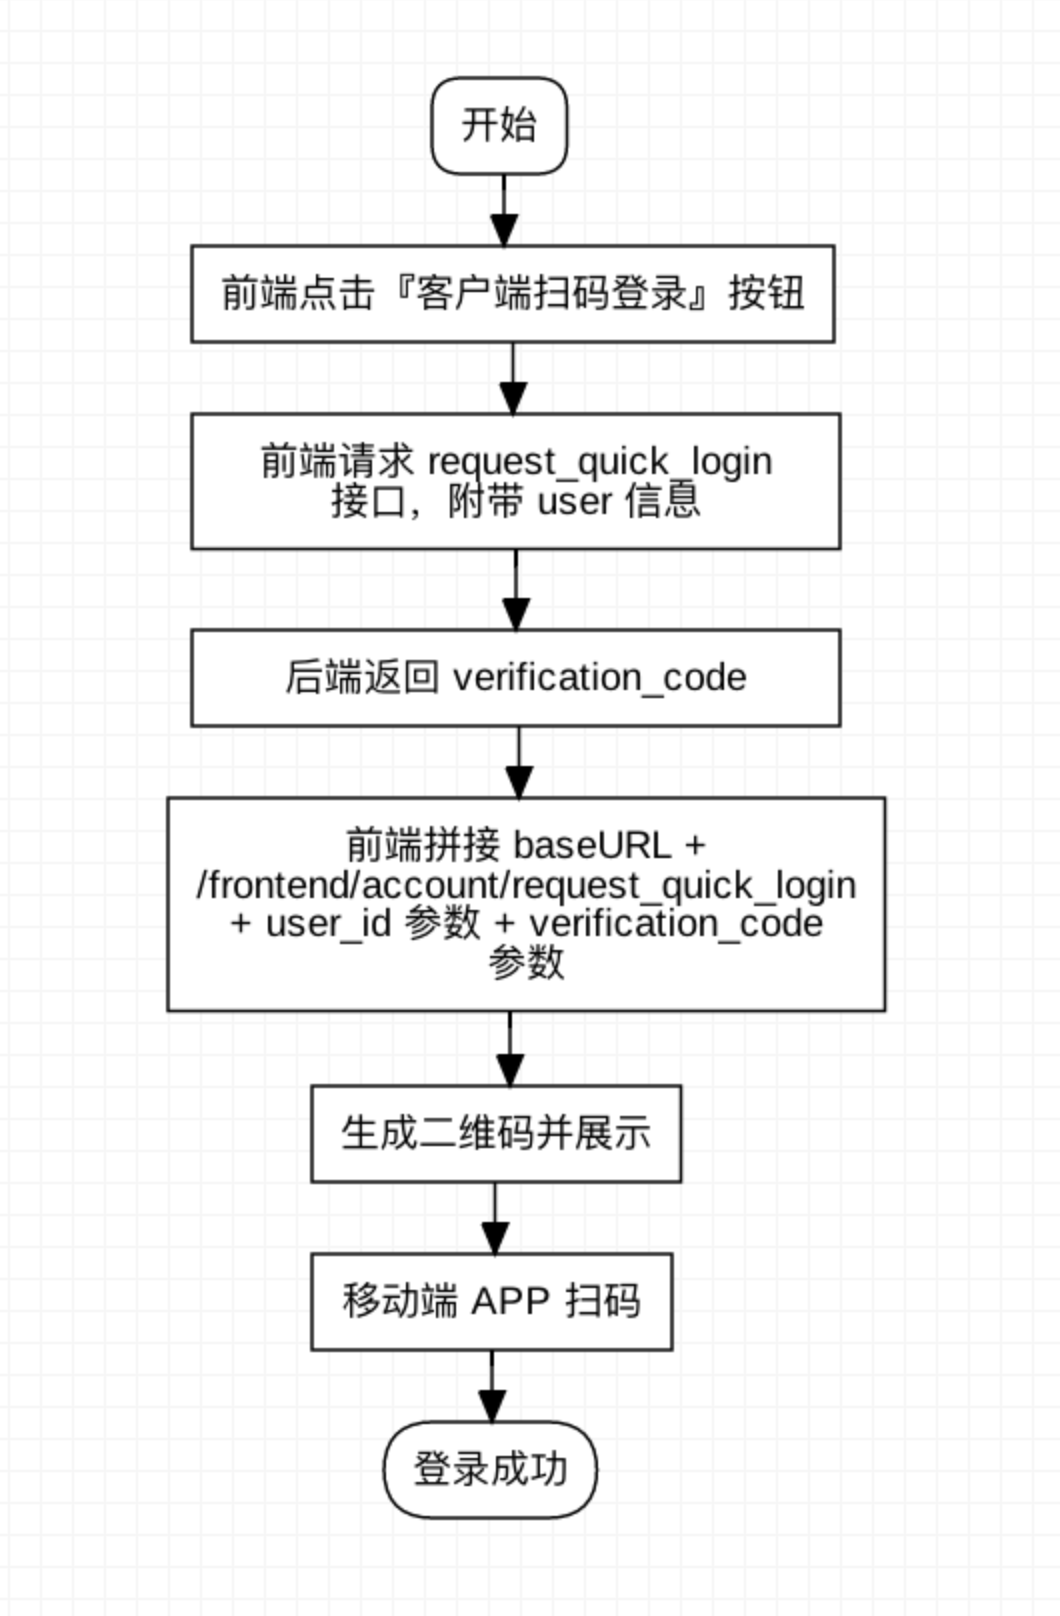 开始
前端点击『客户端扫码登录』按钮
前端请求 request_quick_login
接口，附带 user 信息
后端返回 verification_code
前端拼接 baseURL +
/frontend/account/request_quick_login
+ user_id 参数 + verification_code
参数
生成二维码并展示
移动端 APP 扫码
登录成功